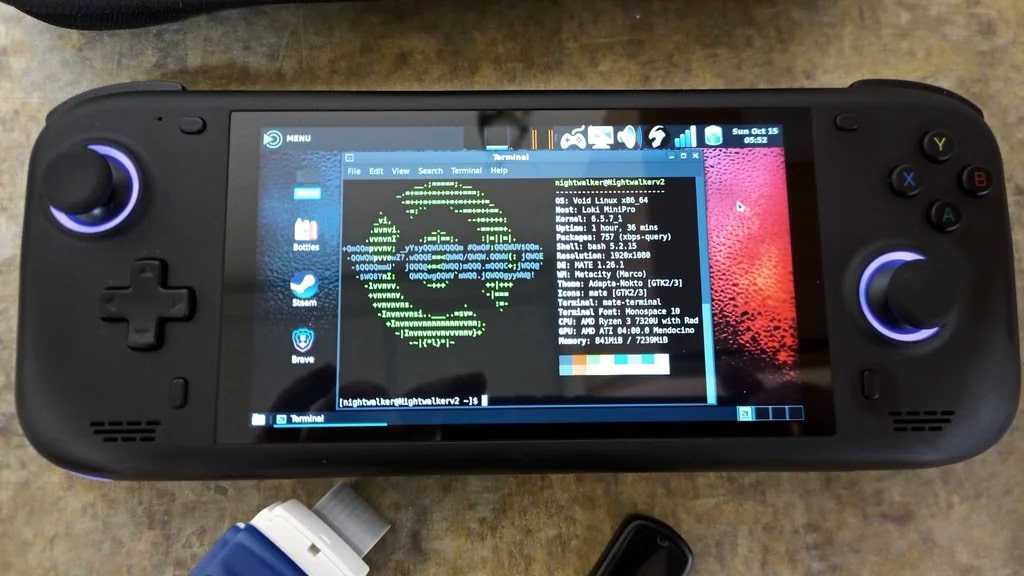 MENU
Sun Oct 15
05:52
Terminal
File Edit View Search Terminal Help
nightwalker@Nightwalkerv2
OS: Void Linux x86_64
Host: Loki MiniPro
Kernel: 6.5.7_1
Uptime: 1 hour, 36 mins
Packages: 757 (xbps-query)
Shell: bash 5.2.15
Resolution: 1920x1080
DE: MATE 1.26.1
WM: Metacity (Marco)
Theme: Adapta-Nokto [GTK2/3]
Icons: mate [GTK2/3]
Terminal: mate-terminal
Terminal Font: Monospace 10
CPU: AMD Ryzen 3 7320U with Rad
GPU: AMD ATI 04:00.0 Mendocino
Memory: 841MiB / 7239MiB
[nightwalker@Nightwalkerv2 ~]$
Bottles
Steam
Brave
Terminal
Y
X
B
A